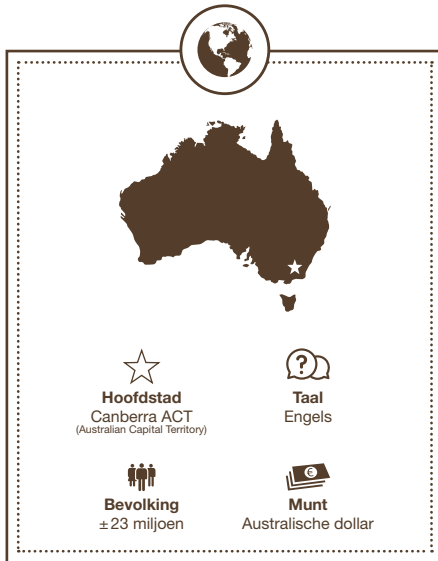 Hoofdstad
Canberra ACT
(Australian Capital Territory)
?
Taal
Engels
Bevolking
± 23 miljoen
€
Munt
Australische dollar